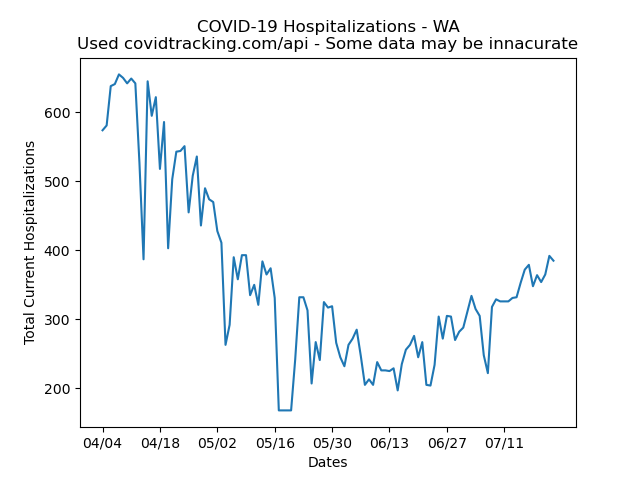 COVID-19 Hospitalizations - WA
Used covidtracking.com/api - Some data may be innacurate
600
500
400
300
200
Total Current Hospitalizations
04/04 04/18 05/02 05/16 05/30 06/13 06/27 07/11
Dates